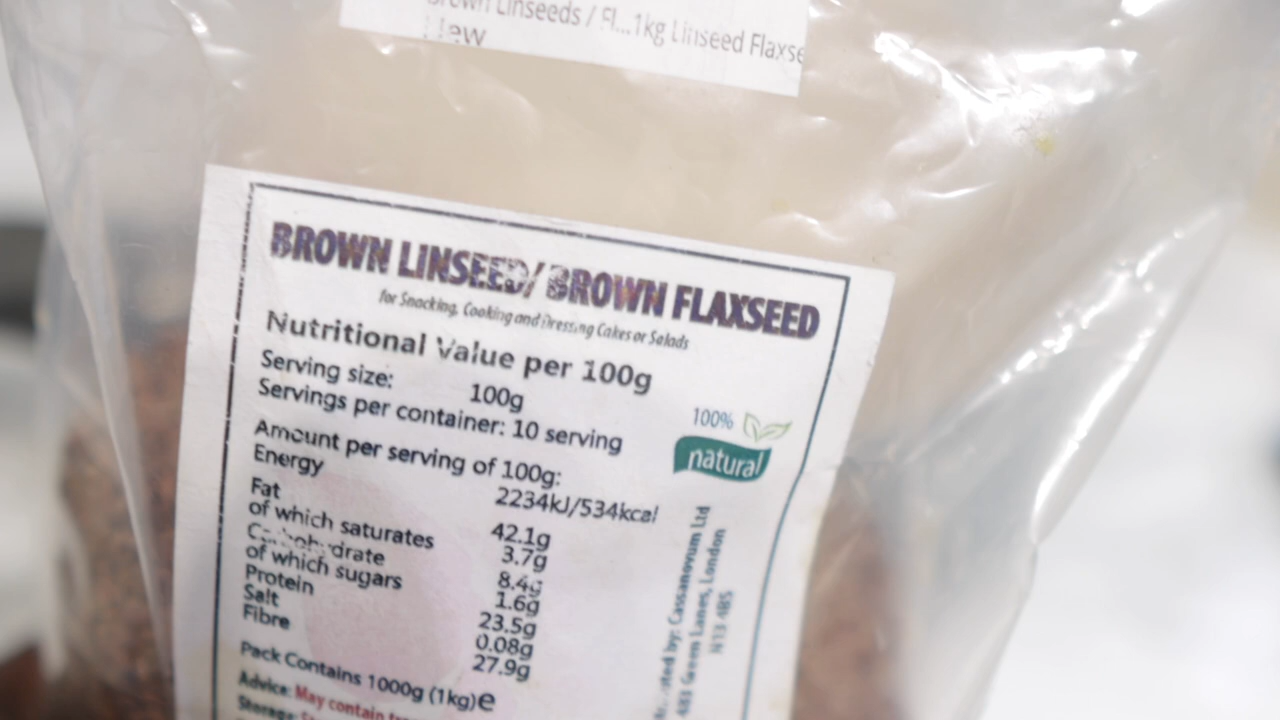 Brown Linseeds / Fl...1kg Linseed Flaxse
BROWN LINSEED/ BROWN FLAXSEED
for Snacking, Cooking and Dressing Cakes or Salads
Nutritional Value per 100g
Serving size: 100g
Servings per container: 10 serving
Amount per serving of 100g:
Energy 2234kJ/534kcal
Fat 42.1g
of which saturates 3.7g
Carbohydrate 8.4g
of which sugars 1.6g
Protein 23.5g
Salt 0.08g
Fibre 27.9g
Pack Contains 1000g (1kg)e
Advice: May contain
Storage:
100%
natural
by: Cassanovum Ltd
483 Green Lanes, London
N13 4BS